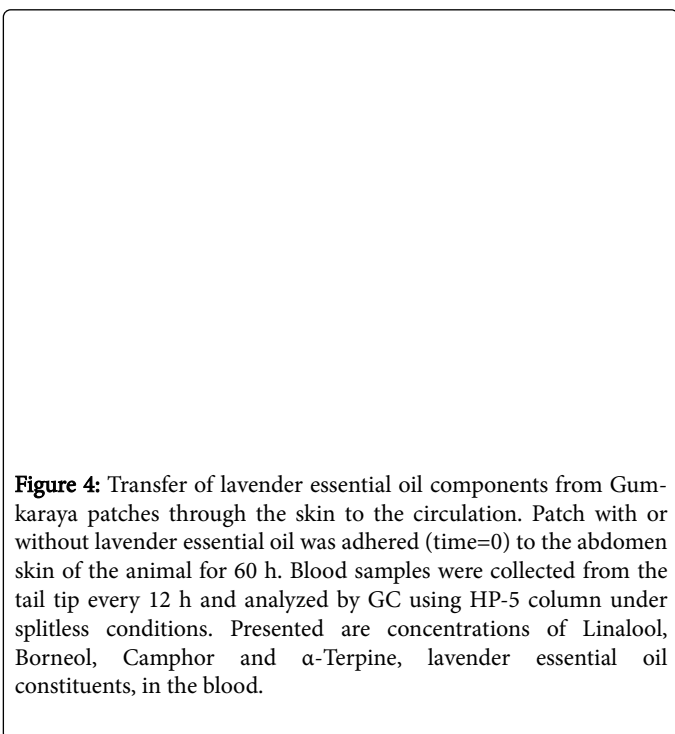 Figure 4: Transfer of lavender essential oil components from Gum-
karaya patches through the skin to the circulation. Patch with or
without lavender essential oil was adhered (time=0) to the abdomen
skin of the animal for 60 h. Blood samples were collected from the
tail tip every 12 h and analyzed by GC using HP-5 column under
splitless conditions. Presented are concentrations of Linalool,
Borneol, Camphor and α-Terpine, lavender essential oil
constituents, in the blood.